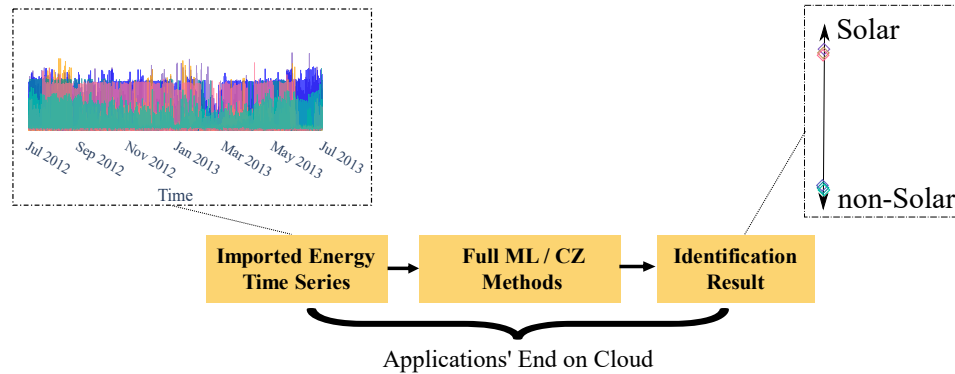 Jul 2012
Sep 2012
Nov 2012
Jan 2013
Mar 2013
May 2013
Jul 2013
Time
Solar
non-Solar
Imported Energy
Time Series
Full ML / CZ
Methods
Identification
Result
Applications' End on Cloud